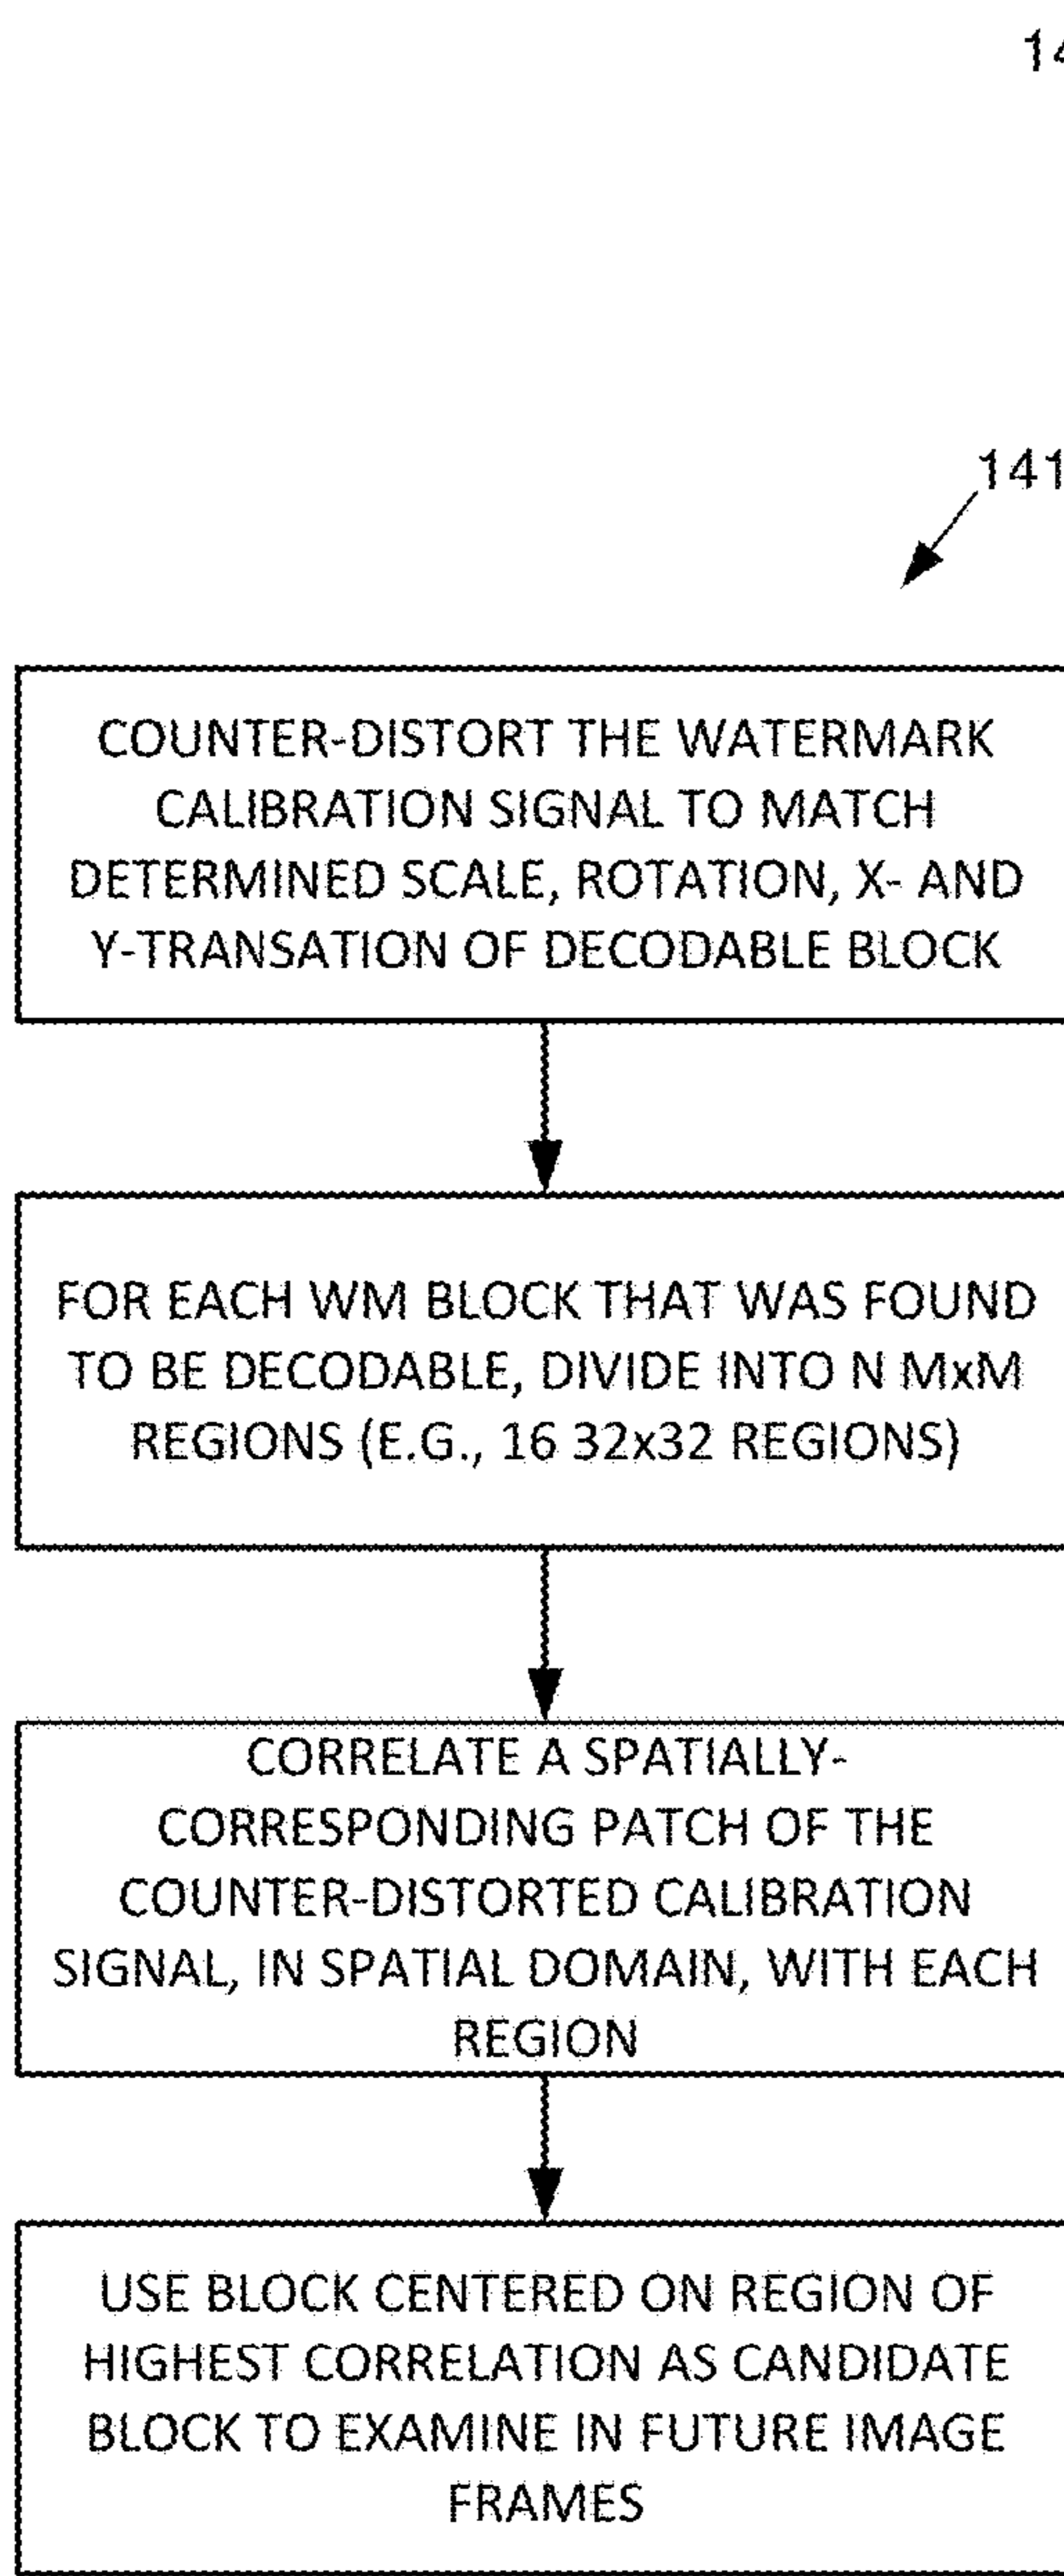 14
141
COUNTER-DISTORT THE WATERMARK
CALIBRATION SIGNAL TO MATCH
DETERMINED SCALE, ROTATION, X- AND
Y-TRANSATION OF DECODABLE BLOCK
FOR EACH WM BLOCK THAT WAS FOUND
TO BE DECODABLE, DIVIDE INTO N MxM
REGIONS (E.G., 16 32x32 REGIONS)
CORRELATE A SPATIALLY-
CORRESPONDING PATCH OF THE
COUNTER-DISTORTED CALIBRATION
SIGNAL, IN SPATIAL DOMAIN, WITH EACH
REGION
USE BLOCK CENTERED ON REGION OF
HIGHEST CORRELATION AS CANDIDATE
BLOCK TO EXAMINE IN FUTURE IMAGE
FRAMES